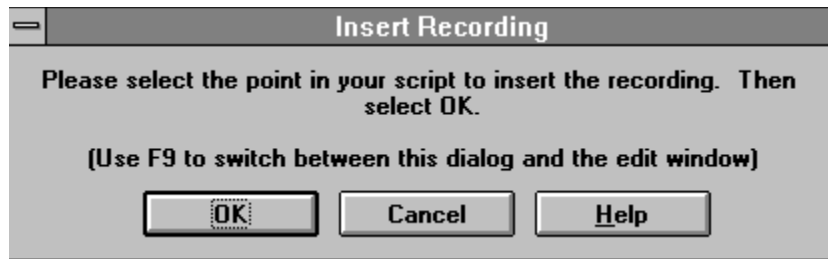 Insert Recording
Please select the point in your script to insert the recording.  Then
select OK.
(Use F9 to switch between this dialog and the edit window)
OK Cancel Help